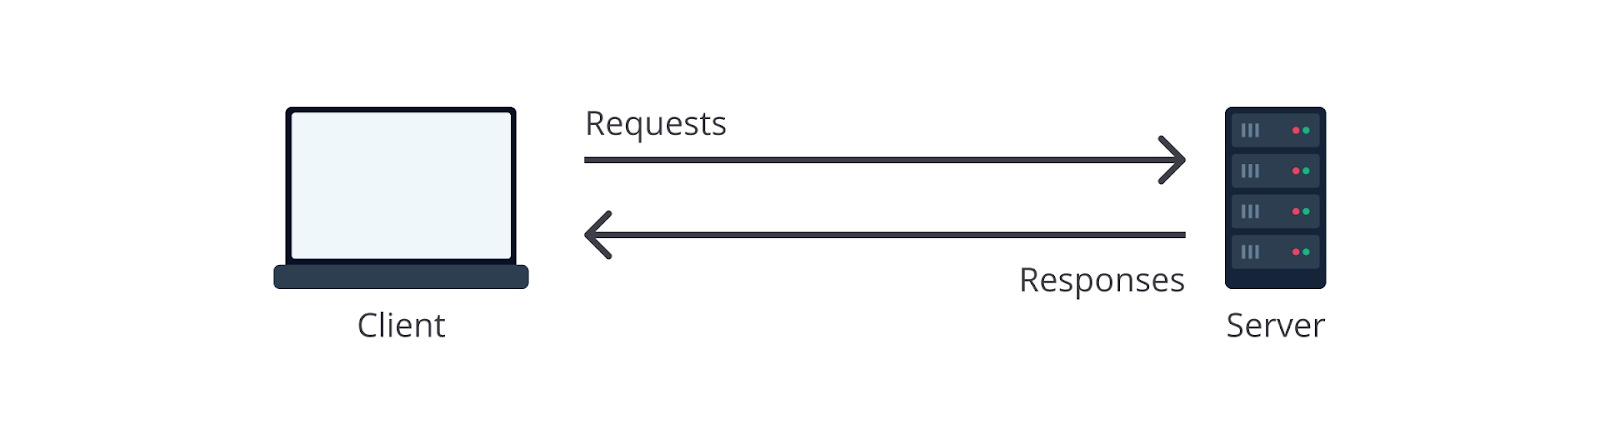 Requests
Responses
Client
Server